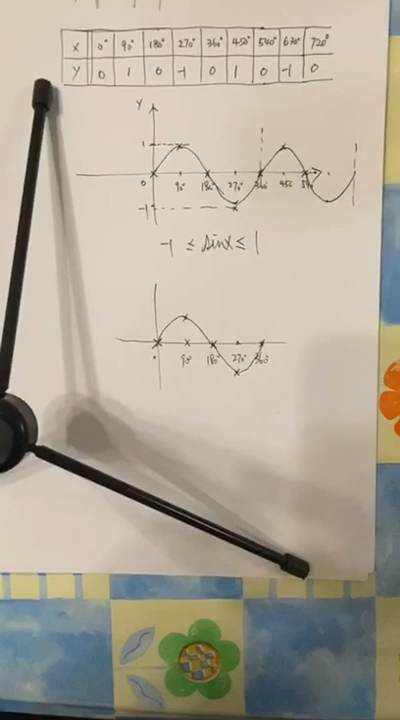 X 0° 90° 180° 270° 360° 450° 540° 630° 720°
Y 0 1 0 -1 0 1 0 -1 0
Y
1
0 90° 180° 270° 360° 450 540
-1
-1 ≤ sinx ≤ 1
0 90° 180° 270° 360°